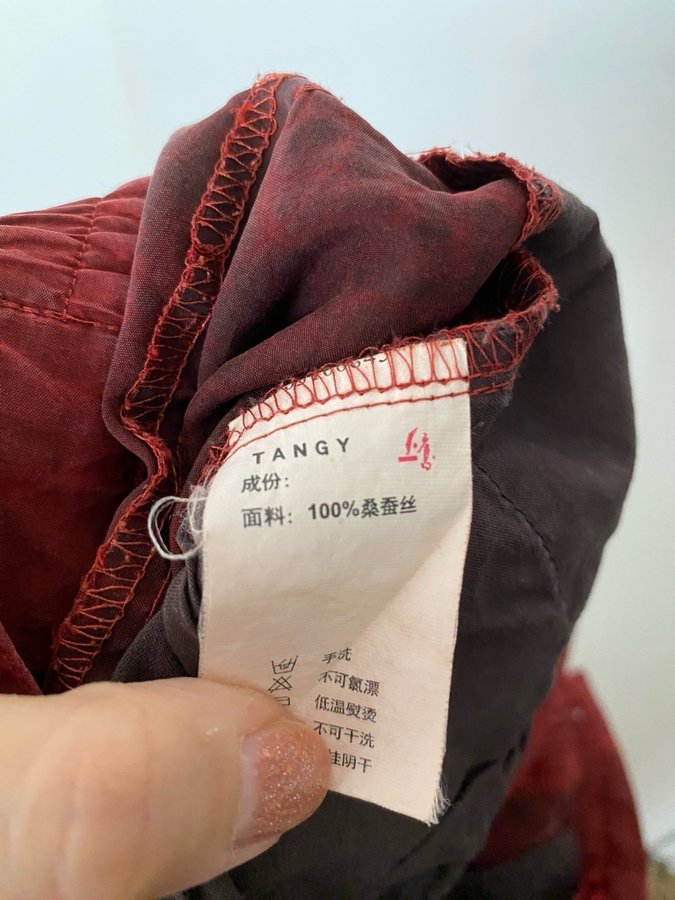 TANGY
成份:
面料: 100%桑蚕丝
手洗
不可氯漂
低温熨烫
不可干洗
挂阴干